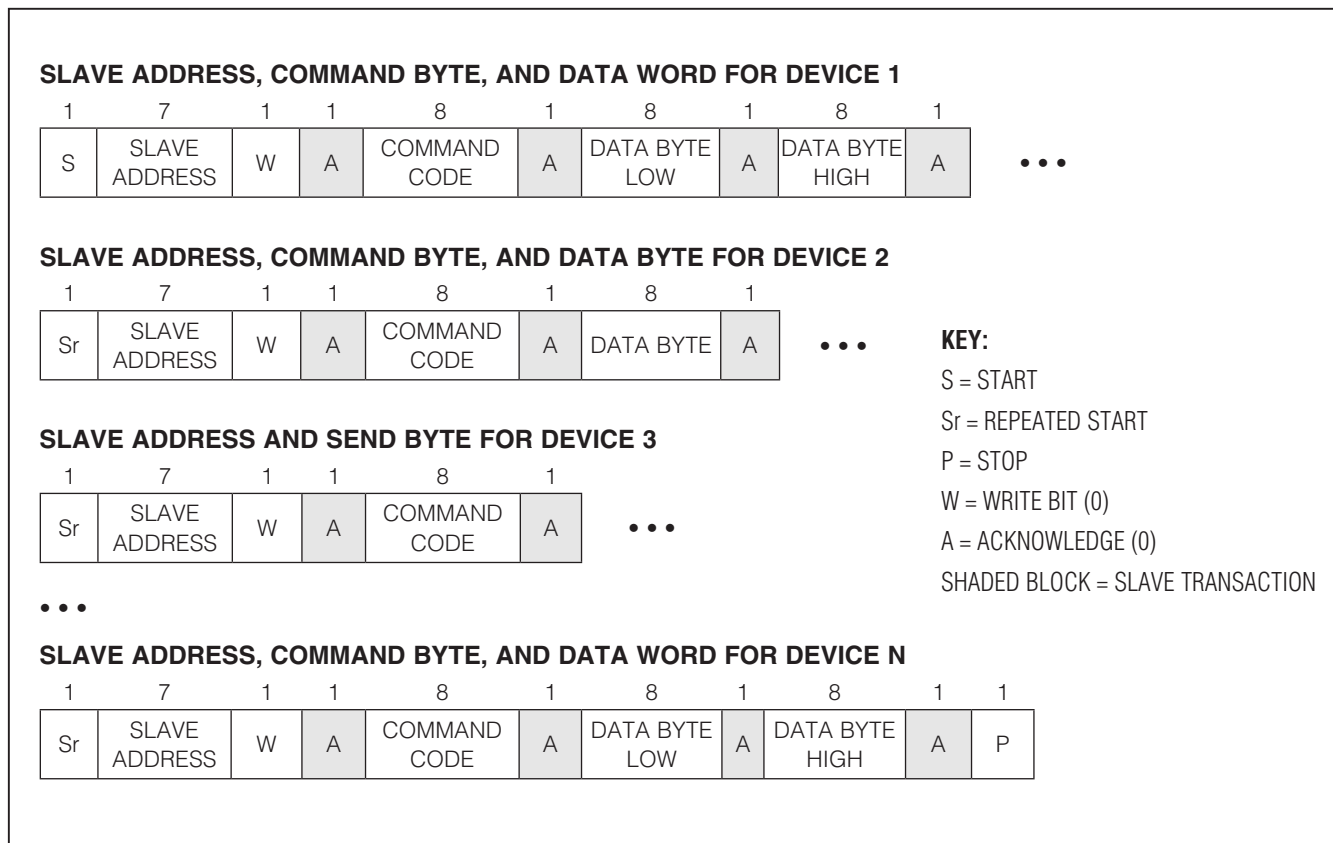 SLAVE ADDRESS, COMMAND BYTE, AND DATA WORD FOR DEVICE 1
1 7 1 1 8 1 8 1 8 1
S SLAVE ADDRESS W A COMMAND CODE A DATA BYTE LOW A DATA BYTE HIGH A •••
SLAVE ADDRESS, COMMAND BYTE, AND DATA BYTE FOR DEVICE 2
1 7 1 1 8 1 8 1
Sr SLAVE ADDRESS W A COMMAND CODE A DATA BYTE A •••
SLAVE ADDRESS AND SEND BYTE FOR DEVICE 3
1 7 1 1 8 1
Sr SLAVE ADDRESS W A COMMAND CODE A •••
•••
SLAVE ADDRESS, COMMAND BYTE, AND DATA WORD FOR DEVICE N
1 7 1 1 8 1 8 1 8 1 1
Sr SLAVE ADDRESS W A COMMAND CODE A DATA BYTE LOW A DATA BYTE HIGH A P
KEY:
S = START
Sr = REPEATED START
P = STOP
W = WRITE BIT (0)
A = ACKNOWLEDGE (0)
SHADED BLOCK = SLAVE TRANSACTION